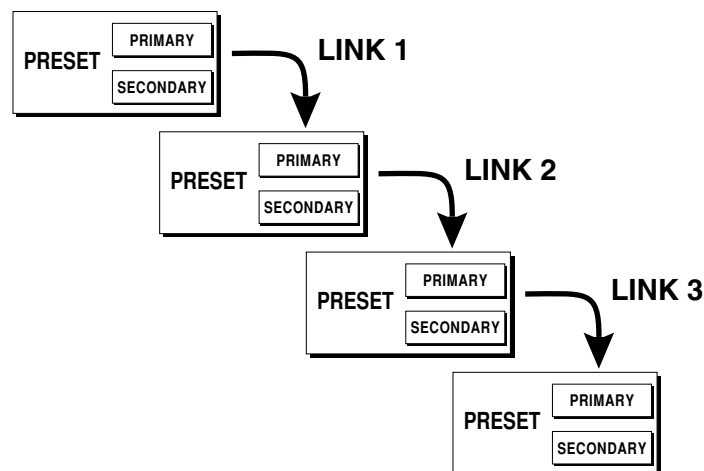 PRESET
PRIMARY
SECONDARY
LINK 1
PRESET
PRIMARY
SECONDARY
LINK 2
PRESET
PRIMARY
SECONDARY
LINK 3
PRESET
PRIMARY
SECONDARY